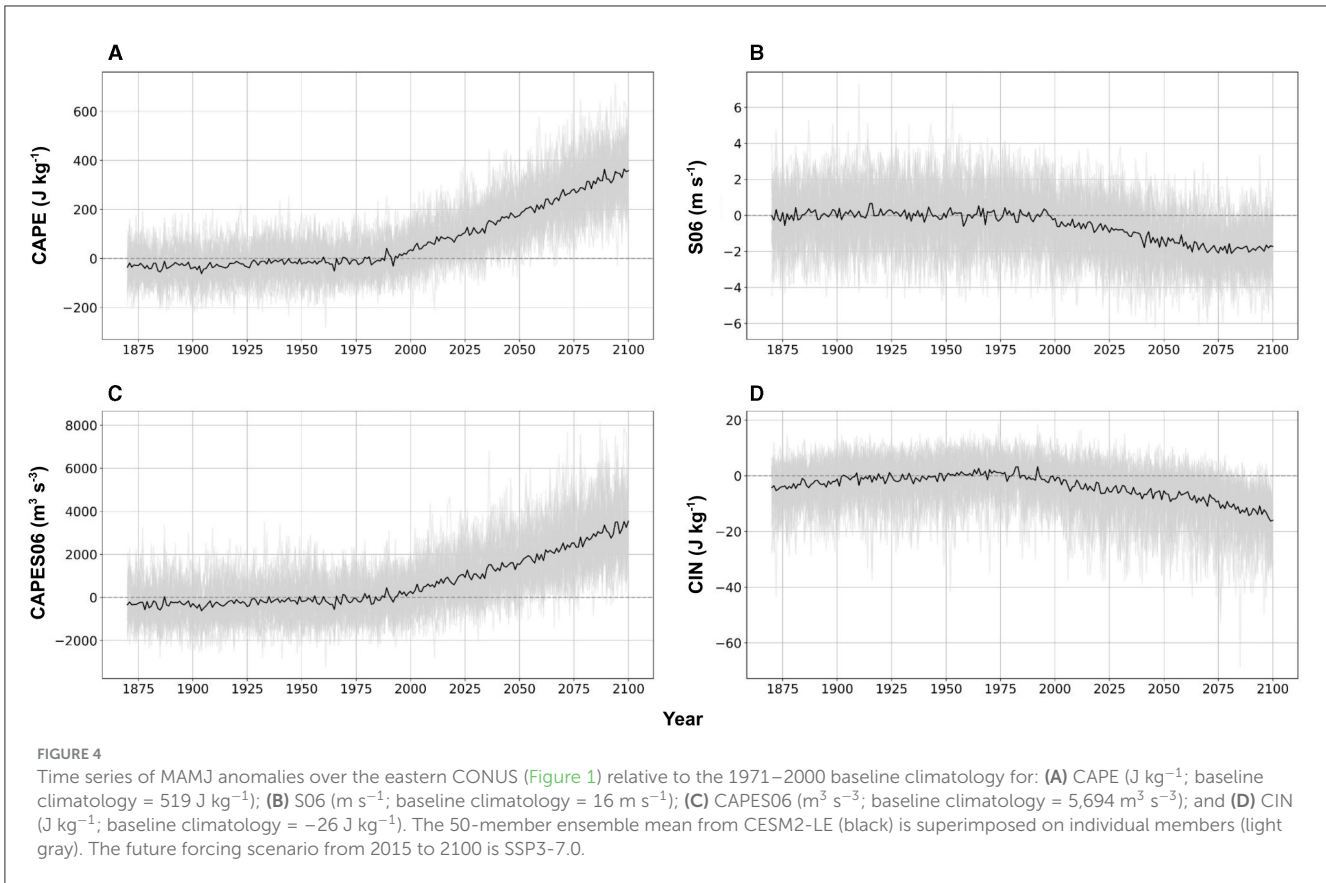 A
CAPE (J kg⁻¹)
600
400
200
0
−200
1875 1900 1925 1950 1975 2000 2025 2050 2075 2100
B
S06 (m s⁻¹)
6
4
2
0
−2
−4
−6
1875 1900 1925 1950 1975 2000 2025 2050 2075 2100
C
CAPES06 (m³ s⁻³)
8000
6000
4000
2000
0
−2000
1875 1900 1925 1950 1975 2000 2025 2050 2075 2100
D
CIN (J kg⁻¹)
20
0
−20
−40
−60
1875 1900 1925 1950 1975 2000 2025 2050 2075 2100
Year
FIGURE 4
Time series of MAMJ anomalies over the eastern CONUS (Figure 1) relative to the 1971–2000 baseline climatology for: (A) CAPE (J kg⁻¹; baseline
climatology = 519 J kg⁻¹); (B) S06 (m s⁻¹; baseline climatology = 16 m s⁻¹); (C) CAPES06 (m³ s⁻³; baseline climatology = 5,694 m³ s⁻³); and (D) CIN
(J kg⁻¹; baseline climatology = −26 J kg⁻¹). The 50-member ensemble mean from CESM2-LE (black) is superimposed on individual members (light
gray). The future forcing scenario from 2015 to 2100 is SSP3-7.0.